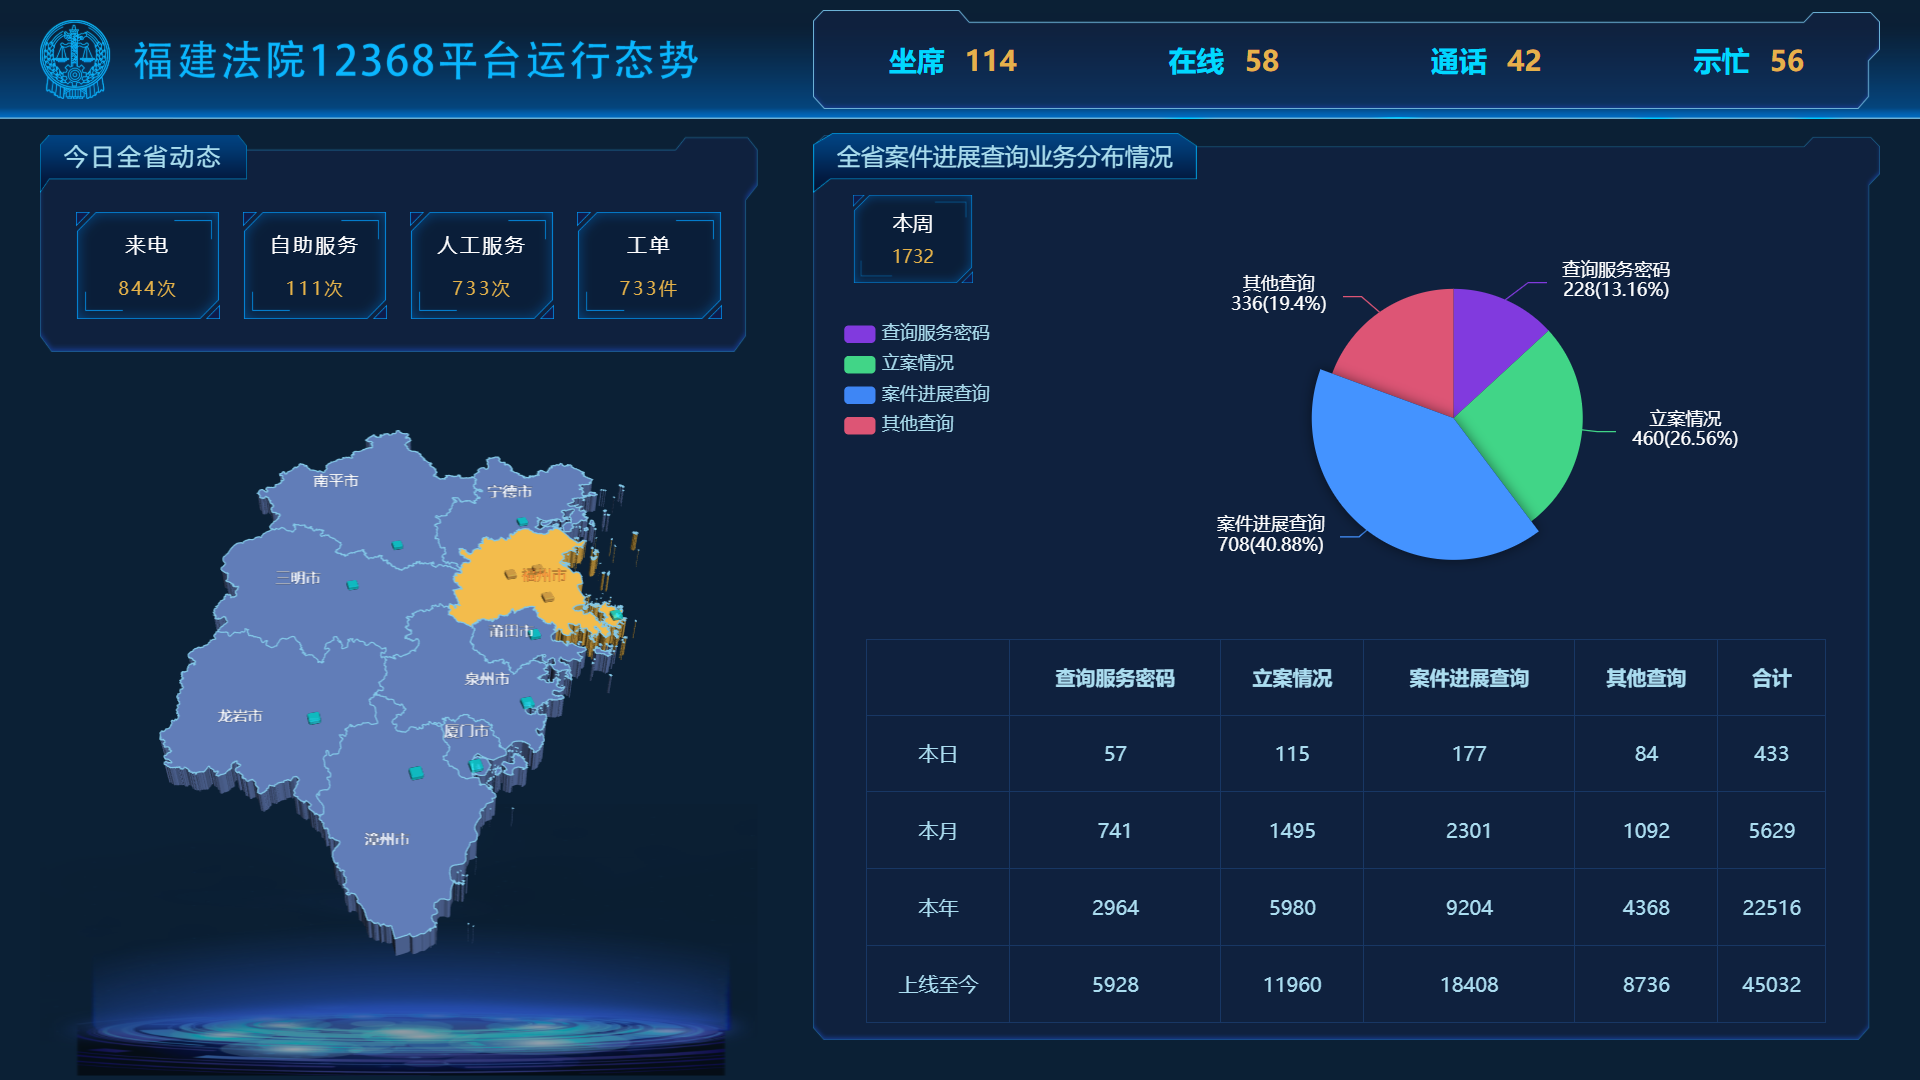 福建法院12368平台运行态势
坐席 114 在线 58 通话 42 示忙 56
今日全省动态
来电 自助服务 人工服务 工单
844次 111次 733次 733件
南平市
宁德市
三明市
福州市
莆田市
泉州市
龙岩市
厦门市
漳州市
全省案件进展查询业务分布情况
本周
1732
查询服务密码
立案情况
案件进展查询
其他查询
查询服务密码
228(13.16%)
其他查询
336(19.4%)
立案情况
460(26.56%)
案件进展查询
708(40.88%)
查询服务密码 立案情况 案件进展查询 其他查询 合计
本日 57 115 177 84 433
本月 741 1495 2301 1092 5629
本年 2964 5980 9204 4368 22516
上线至今 5928 11960 18408 8736 45032